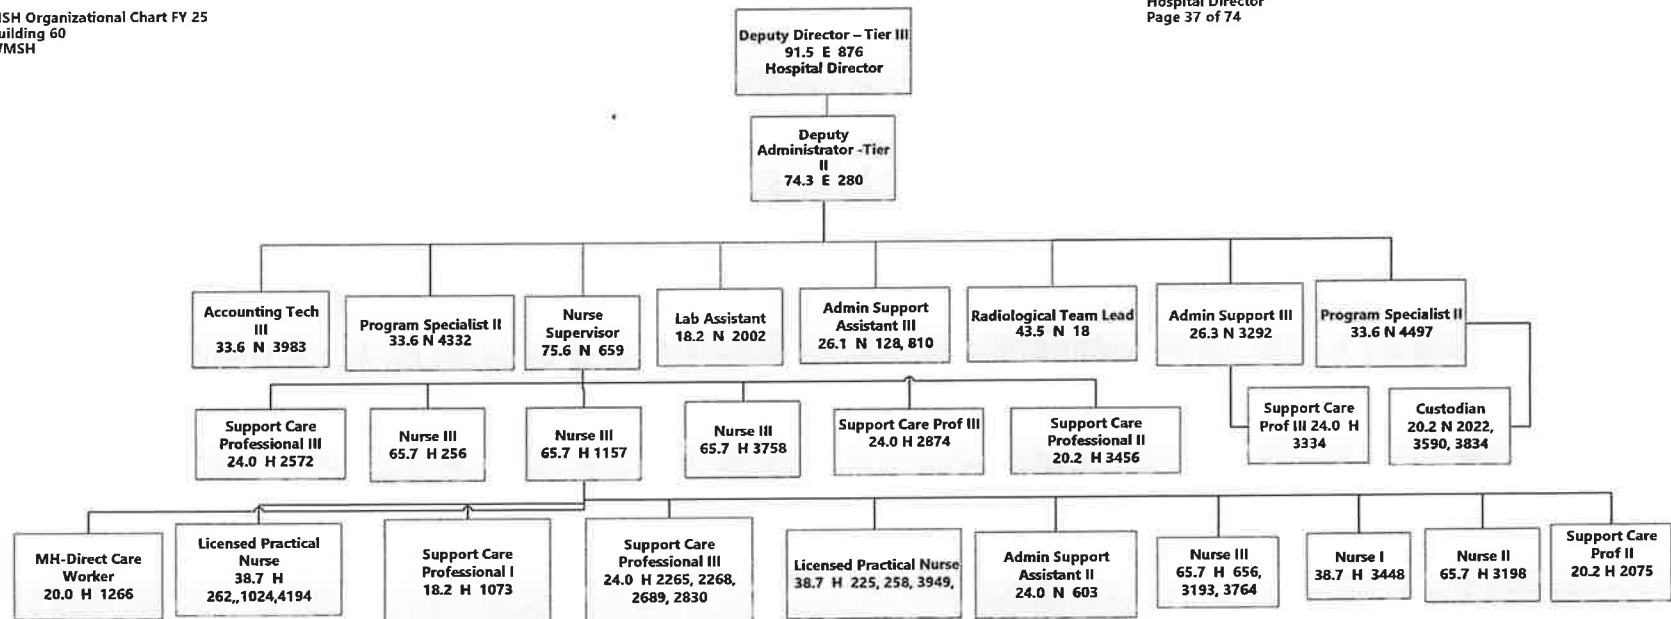 MSH Organizational Chart FY 25
uilding 60
MSH
Hospital Director
Page 37 of 74
Deputy Director – Tier III
91.5 E 876
Hospital Director
Deputy
Administrator -Tier
II
74.3 E 280
Accounting Tech
III
33.6 N 3983
Program Specialist II
33.6 N 4332
Nurse
Supervisor
75.6 N 659
Lab Assistant
18.2 N 2002
Admin Support
Assistant III
26.1 N 128, 810
Radiological Team Lead
43.5 N 18
Admin Support III
26.3 N 3292
Program Specialist II
33.6 N 4497
Support Care
Professional III
24.0 H 2572
Nurse III
65.7 H 256
Nurse III
65.7 H 1157
Nurse III
65.7 H 3758
Support Care Prof III
24.0 H 2874
Support Care
Professional II
20.2 H 3456
Support Care
Prof III 24.0 H
3334
Custodian
20.2 N 2022,
3590, 3834
MH-Direct Care
Worker
20.0 H 1266
Licensed Practical
Nurse
38.7 H
262,,1024,4194
Support Care
Professional I
18.2 H 1073
Support Care
Professional III
24.0 H 2265, 2268,
2689, 2830
Licensed Practical Nurse
38.7 H 225, 258, 3949,
Admin Support
Assistant II
24.0 N 603
Nurse III
65.7 H 656,
3193, 3764
Nurse I
38.7 H 3448
Nurse II
65.7 H 3198
Support Care
Prof II
20.2 H 2075